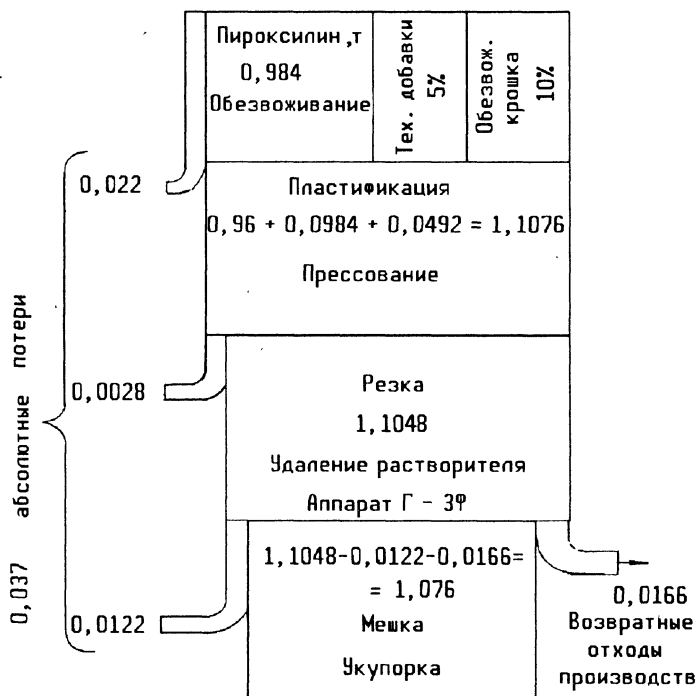 Пироксилин,т
0,984
Обезвоживание
Тех. добавки
5%
Обезвож.
крошка
10%
0,022
Пластификация
0,96 + 0,0984 + 0,0492 = 1,1076
Прессование
0,037 абсолютные потери
0,0028
Резка
1,1048
Удаление растворителя
Аппарат Г - 3Ф
1,1048-0,0122-0,0166=
= 1,076
Мешка
Укупорка
0,0122
0,0166
Возвратные
отходы
производств